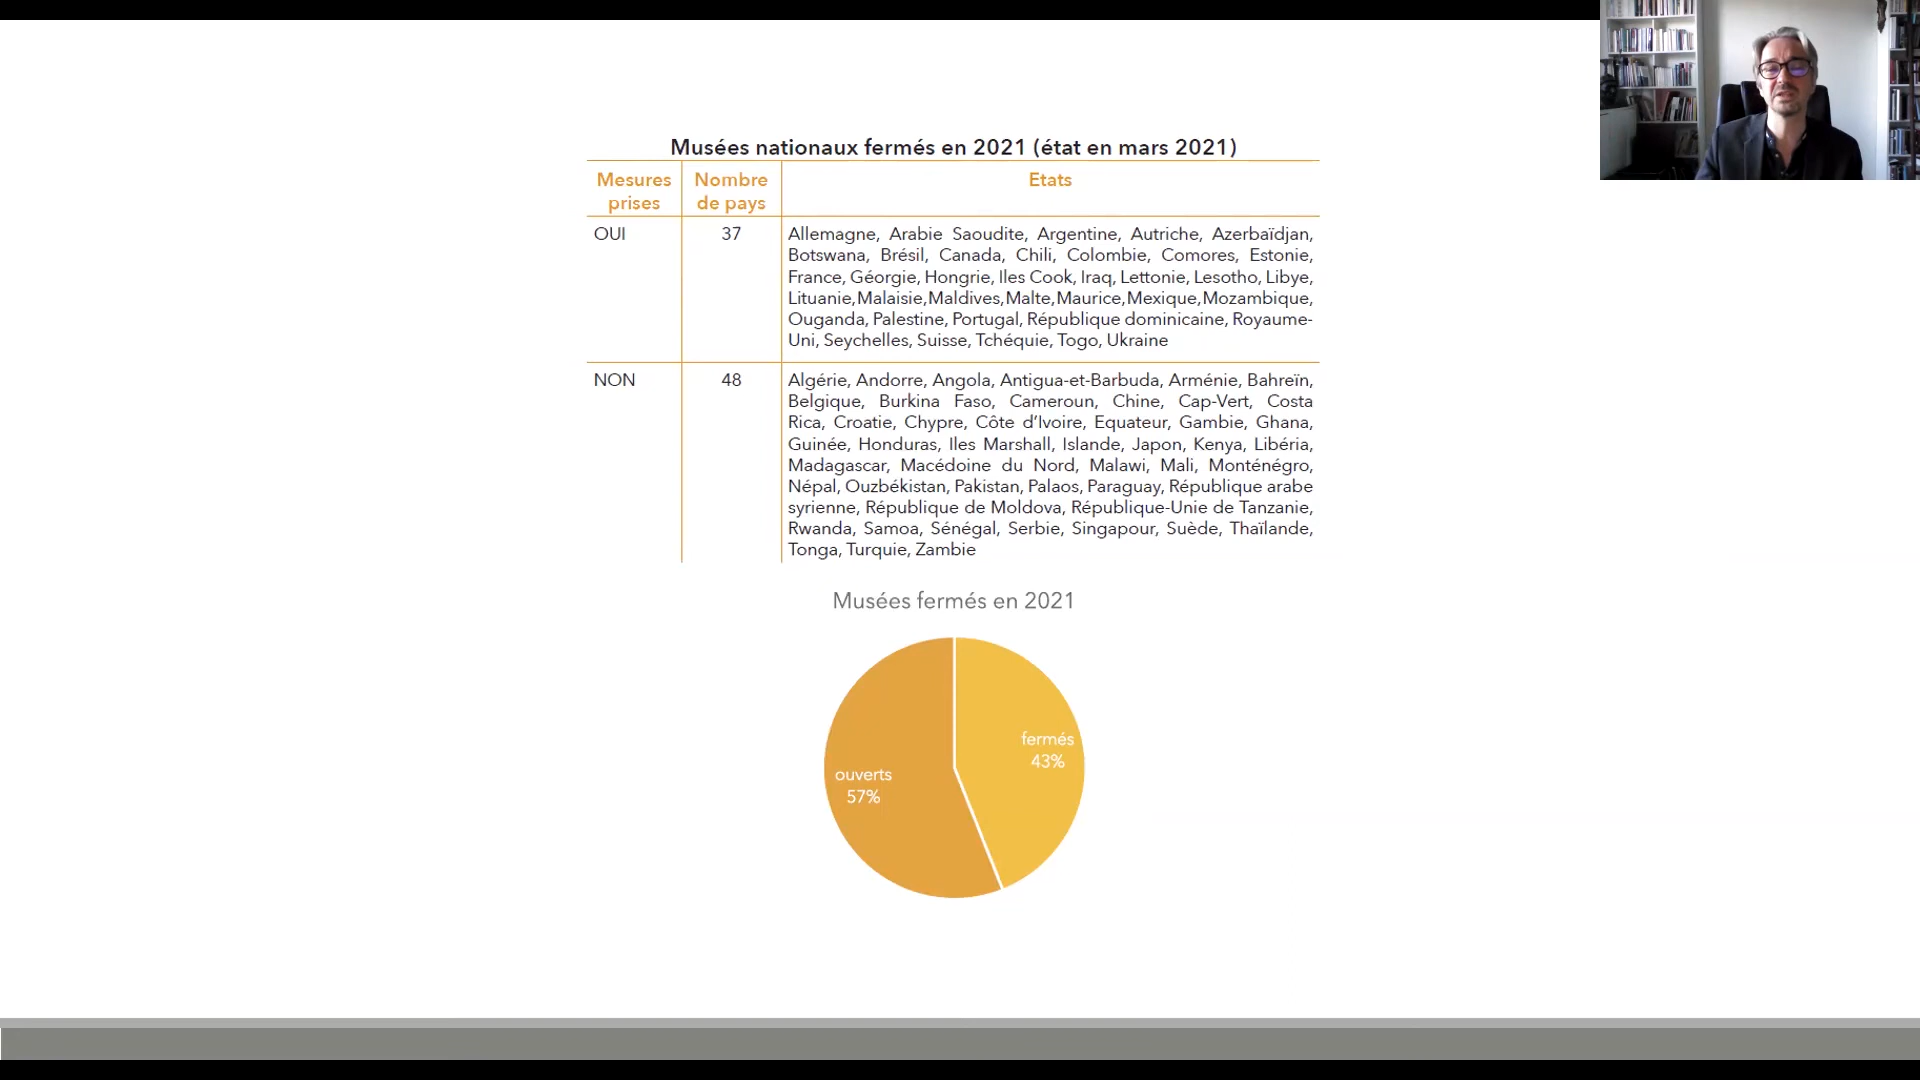 Musées nationaux fermés en 2021 (état en mars 2021)
Mesures prises
Nombre de pays
Etats
OUI
37
Allemagne, Arabie Saoudite, Argentine, Autriche, Azerbaïdjan,
Botswana, Brésil, Canada, Chili, Colombie, Comores, Estonie,
France, Géorgie, Hongrie, Iles Cook, Iraq, Lettonie, Lesotho, Libye,
Lituanie, Malaisie, Maldives, Malte, Maurice, Mexique, Mozambique,
Ouganda, Palestine, Portugal, République dominicaine, Royaume-
Uni, Seychelles, Suisse, Tchéquie, Togo, Ukraine
NON
48
Algérie, Andorre, Angola, Antigua-et-Barbuda, Arménie, Bahreïn,
Belgique, Burkina Faso, Cameroun, Chine, Cap-Vert, Costa
Rica, Croatie, Chypre, Côte d’Ivoire, Equateur, Gambie, Ghana,
Guinée, Honduras, Iles Marshall, Islande, Japon, Kenya, Libéria,
Madagascar, Macédoine du Nord, Malawi, Mali, Monténégro,
Népal, Ouzbékistan, Pakistan, Palaos, Paraguay, République arabe
syrienne, République de Moldova, République-Unie de Tanzanie,
Rwanda, Samoa, Sénégal, Serbie, Singapour, Suède, Thaïlande,
Tonga, Turquie, Zambie
Musées fermés en 2021
fermés
43%
ouverts
57%